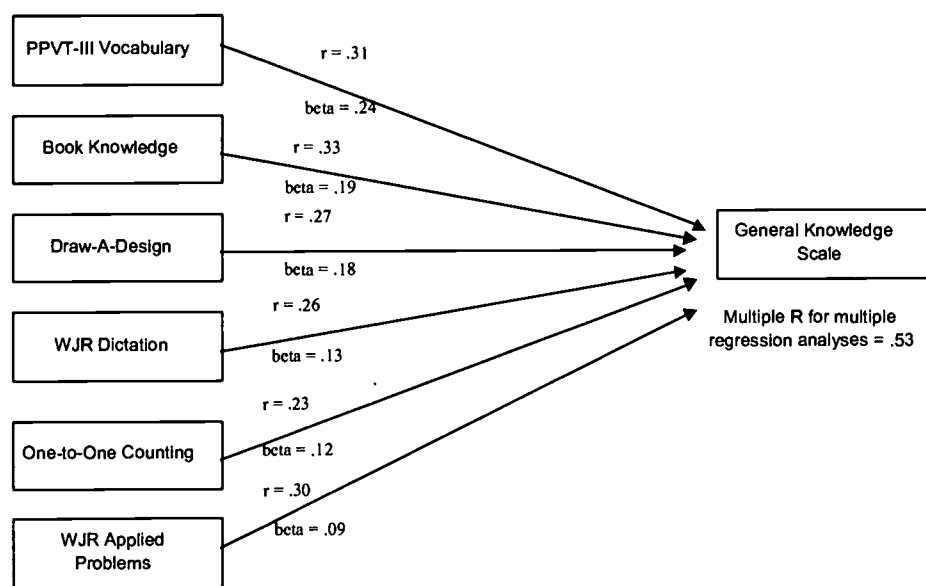 PPVT-III Vocabulary
r = .31
beta = .24
Book Knowledge
r = .33
beta = .19
Draw-A-Design
r = .27
beta = .18
General Knowledge
Scale
WJR Dictation
r = .26
beta = .13
Multiple R for multiple
regression analyses = .53
One-to-One Counting
r = .23
beta = .12
WJR Applied
Problems
r = .30
beta = .09